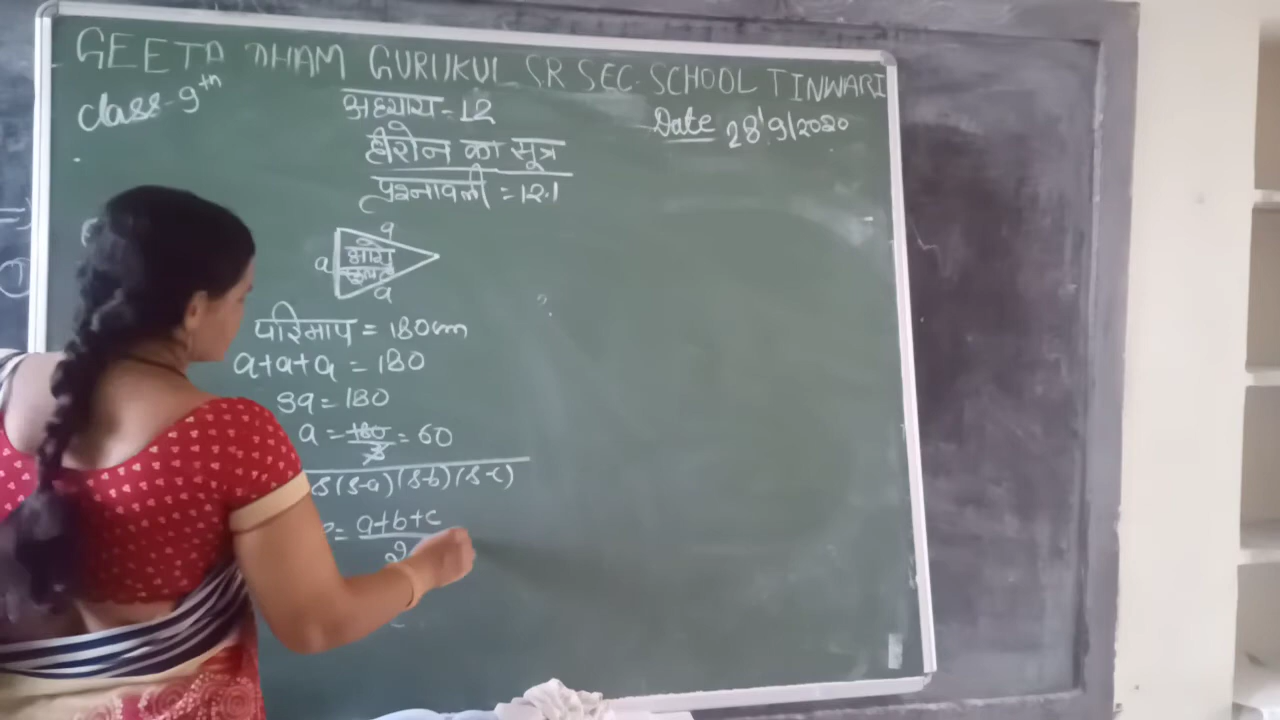 GEETA DHAM GURUKUL SR SEC. SCHOOL TINWARI
class-9th
अध्याय=12
Date 28/9/2020
हीरोन का सूत्र
प्रश्नावली=12.1
a
a
a
परिमाप = 180cm
a+a+a = 180
3a = 180
a = 180/3 = 60
s(s-a)(s-b)(s-c)
= a+b+c
2